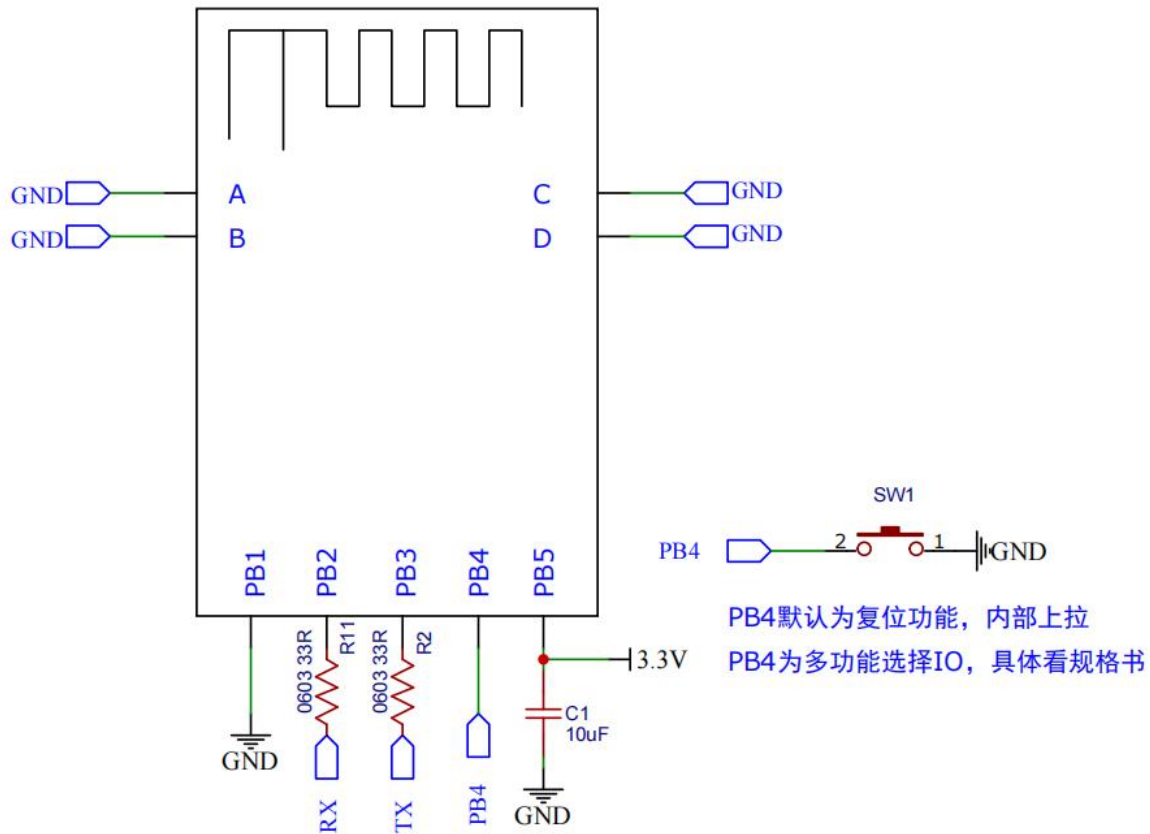 GND
A
C
GND
GND
B
D
GND
PB1
PB2
PB3
PB4
PB5
SW1
PB4
2
1
GND
0603 33R
R11
0603 33R
R2
3.3V
PB4默认为复位功能，内部上拉
PB4为多功能选择IO，具体看规格书
C1
10uF
GND
RX
TX
PB4
GND